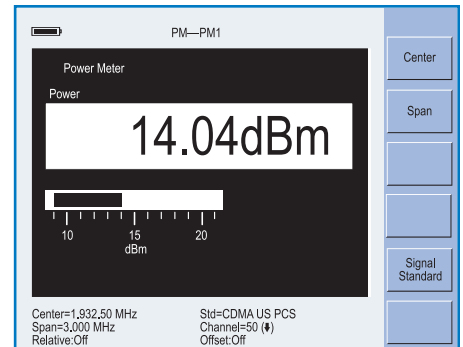 PM—PM1
Center
Power Meter
Power
Span
14.04dBm
10 15 20
dBm
Signal
Standard
Center=1,932.50 MHz Std=CDMA US PCS
Span=3.000 MHz Channel=50 (⬇)
Relative:Off Offset:Off